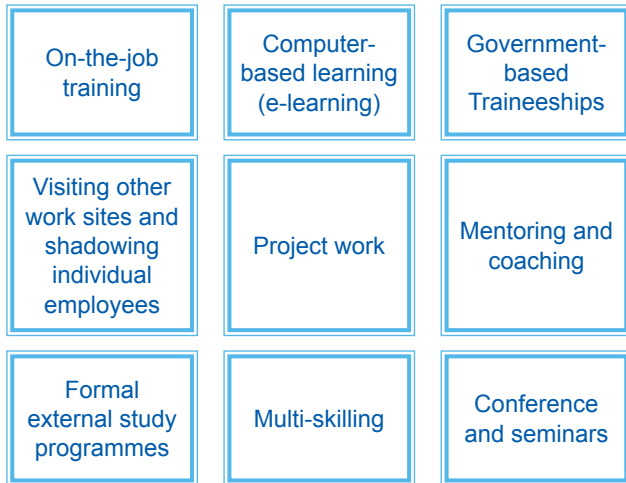 On-the-job
training
Computer-
based learning
(e-learning)
Government-
based
Traineeships
Visiting other
work sites and
shadowing
individual
employees
Project work
Mentoring and
coaching
Formal
external study
programmes
Multi-skilling
Conference
and seminars